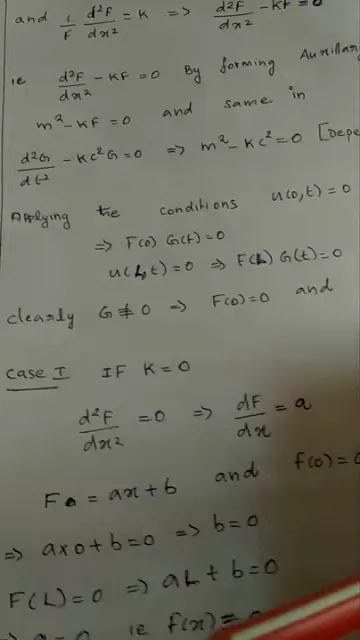 and 1/F d²F/dx² = K => d²F/dx² - KF = 0
ie d²F/dx² - KF = 0 By forming Auxillar
m² - KF = 0 and same in
d²G/dt² - Kc²G = 0 => m² - Kc² = 0 [Depe
Applying the conditions u(0,t) = 0
=> F(0) G(t) = 0
u(L,t) = 0 => F(L) G(t) = 0
clearly G ≢ 0 => F(0) = 0 and
Case I IF K = 0
d²F/dx² = 0 => dF/dx = a
F = ax + b and f(0) = 0
=> a x 0 + b = 0 => b = 0
F(L) = 0 => aL + b = 0
a = 0 ie f(x) =